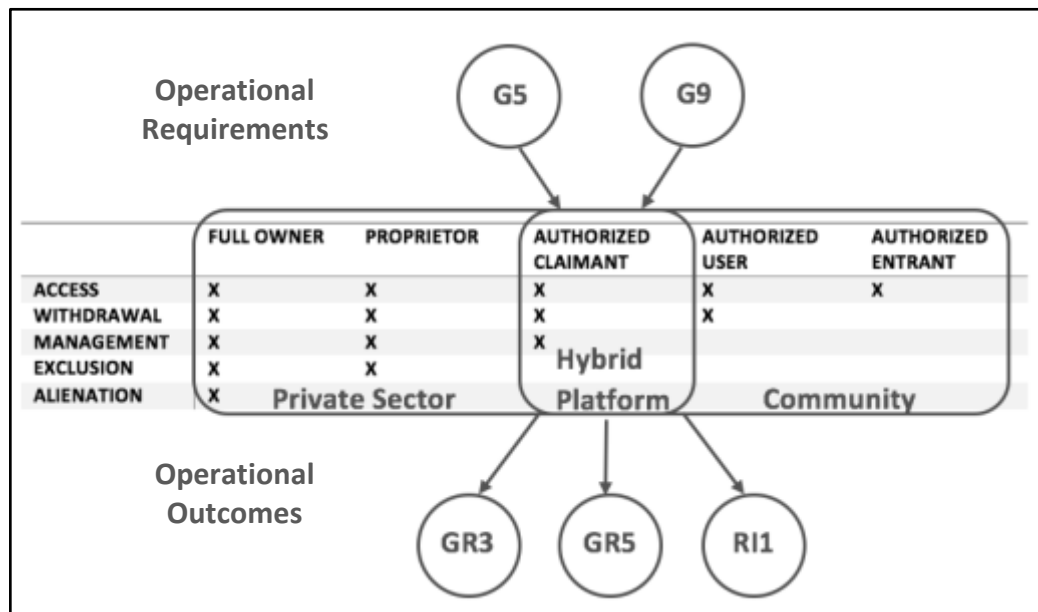 Operational
Requirements
G5
G9
FULL OWNER PROPRIETOR AUTHORIZED CLAIMANT AUTHORIZED USER AUTHORIZED ENTRANT
ACCESS X X X X X
WITHDRAWAL X X X X
MANAGEMENT X X X
EXCLUSION X X
ALIENATION X
Hybrid
Private Sector Platform Community
Operational
Outcomes
GR3 GR5 RI1